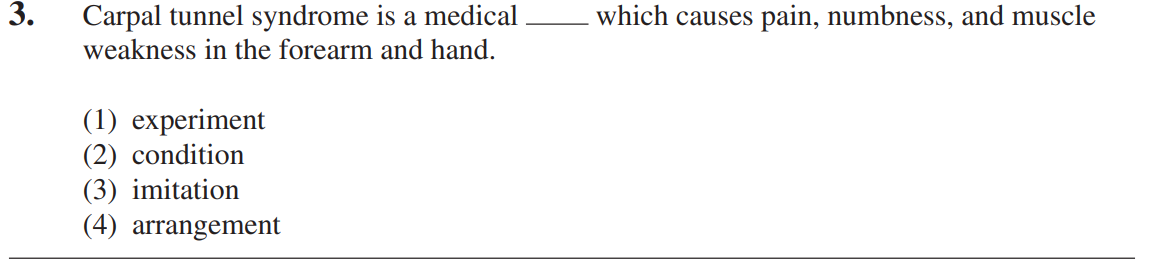 3. Carpal tunnel syndrome is a medical ____ which causes pain, numbness, and muscle
weakness in the forearm and hand.
(1) experiment
(2) condition
(3) imitation
(4) arrangement